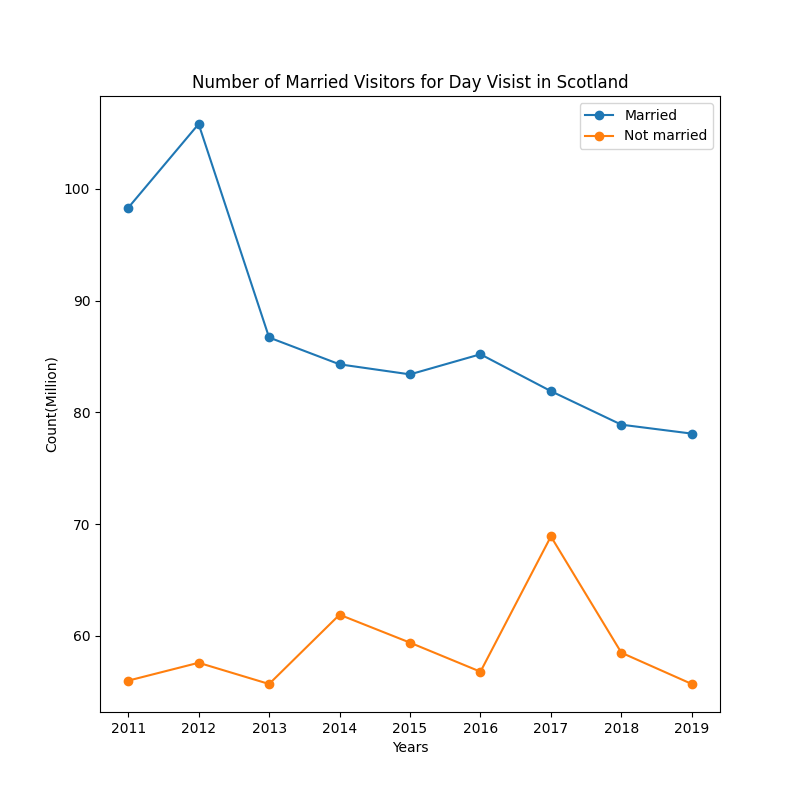 Number of Married Visitors for Day Visist in Scotland
Married
Not married
100
90
80
70
60
Count(Million)
2011 2012 2013 2014 2015 2016 2017 2018 2019
Years